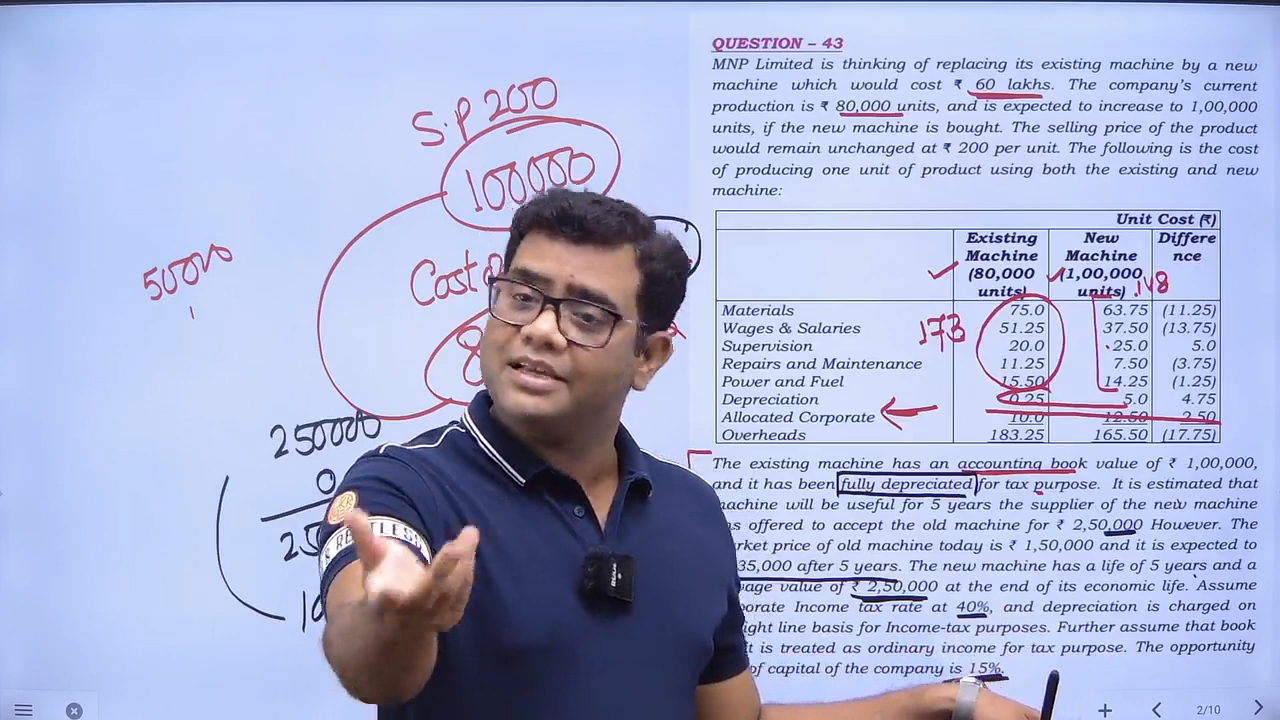 QUESTION – 43
MNP Limited is thinking of replacing its existing machine by a new
machine which would cost ₹ 60 lakhs. The company's current
production is ₹ 80,000 units, and is expected to increase to 1,00,000
units, if the new machine is bought. The selling price of the product
would remain unchanged at ₹ 200 per unit. The following is the cost
of producing one unit of product using both the existing and new
machine:
Unit Cost (₹)
Existing Machine (80,000 units) New Machine (1,00,000 units) Differe nce
Materials 75.0 63.75 (11.25)
Wages & Salaries 51.25 37.50 (13.75)
Supervision 20.0 25.0 5.0
Repairs and Maintenance 11.25 7.50 (3.75)
Power and Fuel 15.50 14.25 (1.25)
Depreciation 0.25 5.0 4.75
Allocated Corporate 10.0 12.50 2.50
Overheads 183.25 165.50 (17.75)
The existing machine has an accounting book value of ₹ 1,00,000,
and it has been fully depreciated for tax purpose. It is estimated that
machine will be useful for 5 years the supplier of the new machine
offered to accept the old machine for ₹ 2,50,000 However. The
price of old machine today is ₹ 1,50,000 and it is expected to
35,000 after 5 years. The new machine has a life of 5 years and a
value of ₹ 2,50,000 at the end of its economic life. Assume
Income tax rate at 40%, and depreciation is charged on
line basis for Income-tax purposes. Further assume that book
is treated as ordinary income for tax purpose. The opportunity
of capital of the company is 15%.
S.P 200
100000
Cost
50000
250000
0
173
148
2/10